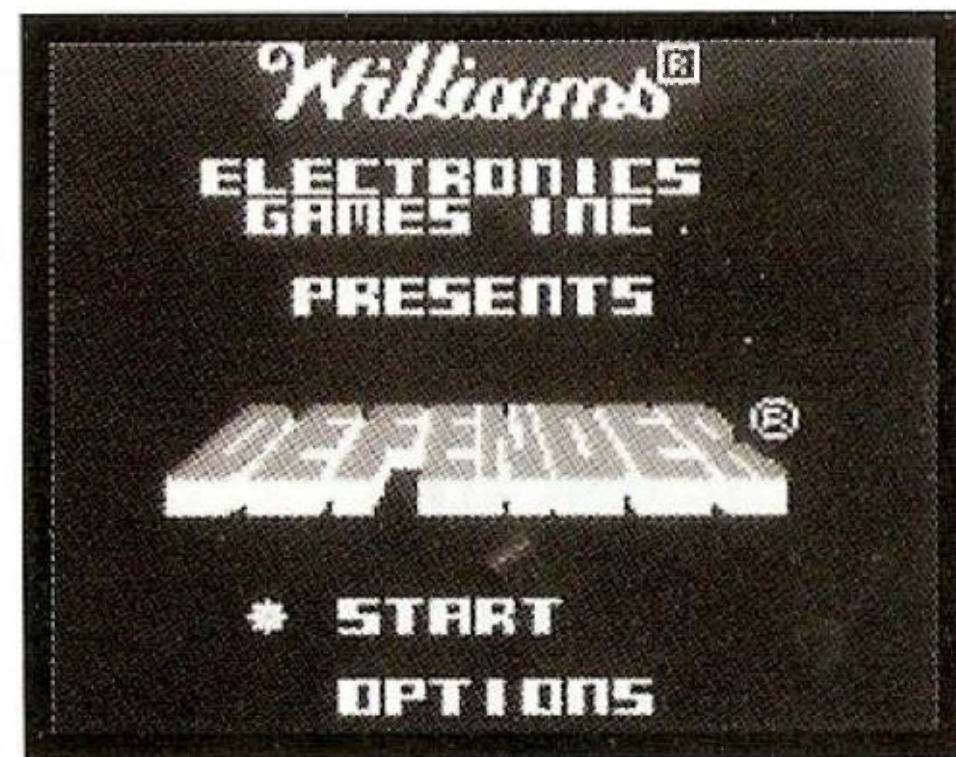 Williams®
ELECTRONICS
GAMES INC.
PRESENTS
DEFENDER®
* START
OPTIONS